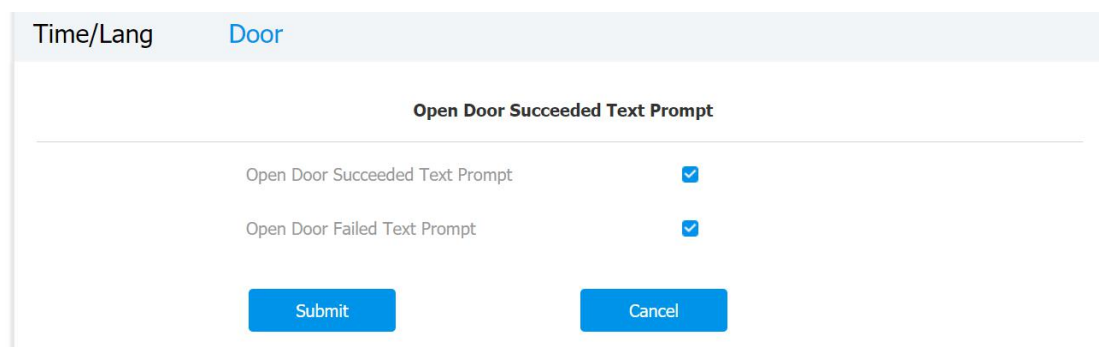 Time/Lang Door
Open Door Succeeded Text Prompt
Open Door Succeeded Text Prompt
Open Door Failed Text Prompt
Submit Cancel